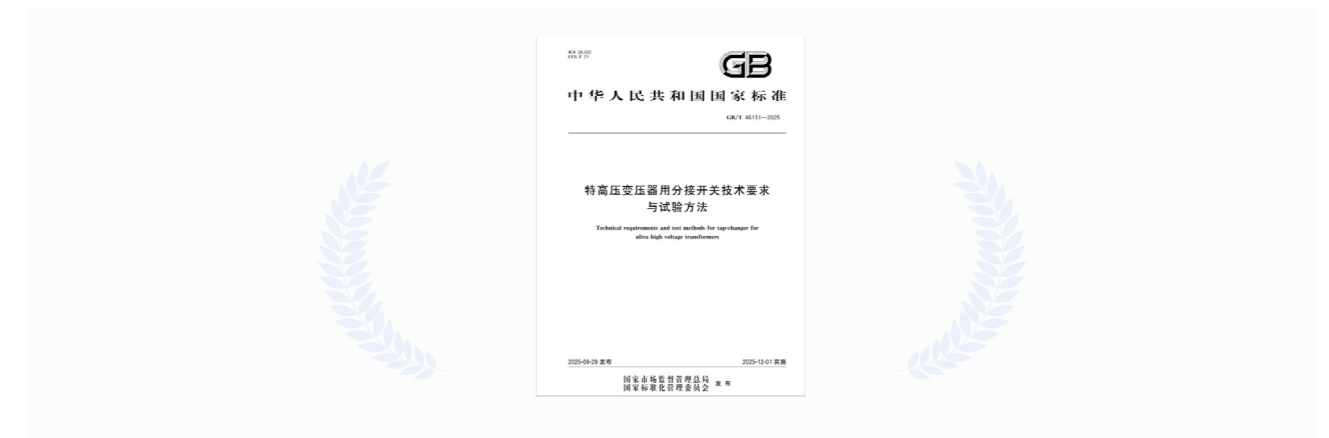 GB
中华人民共和国国家标准
GB/T 46131—2025
特高压变压器用分接开关技术要求
与试验方法
Technical requirements and test methods for tap-changer for
ultra high voltage transformers
2025-08-29 发布
2025-12-01 实施
国家市场监督管理总局
国家标准化管理委员会
发布